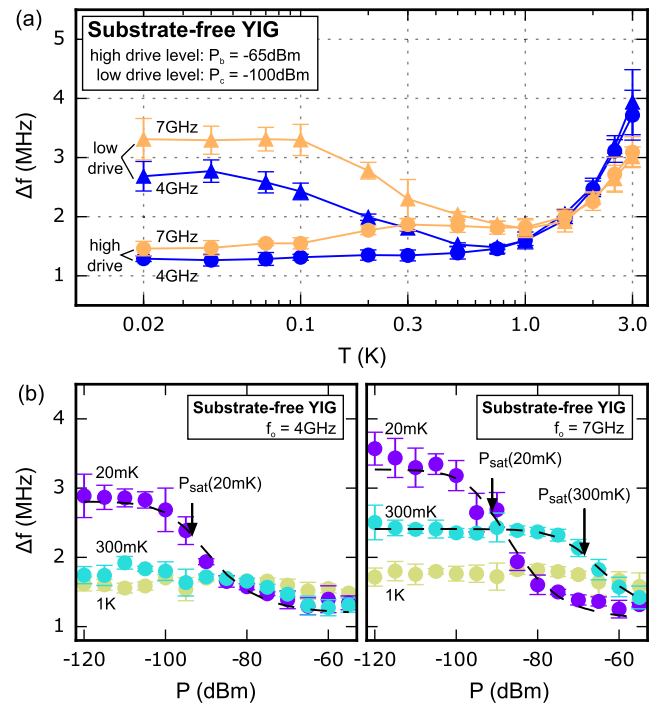 (a)
Substrate-free YIG
high drive level: P_b = -65dBm
low drive level: P_c = -100dBm
5
4
3
2
1
Δf (MHz)
7GHz
low
drive
4GHz
7GHz
high
drive
4GHz
0.02
0.1
0.3
1.0
3.0
T (K)
(b)
Substrate-free YIG
f_o = 4GHz
4
3
2
1
Δf (MHz)
20mK
P_sat(20mK)
300mK
1K
-120
-100
-80
-60
P (dBm)
Substrate-free YIG
f_o = 7GHz
20mK
P_sat(20mK)
P_sat(300mK)
300mK
1K
-120
-100
-80
-60
P (dBm)